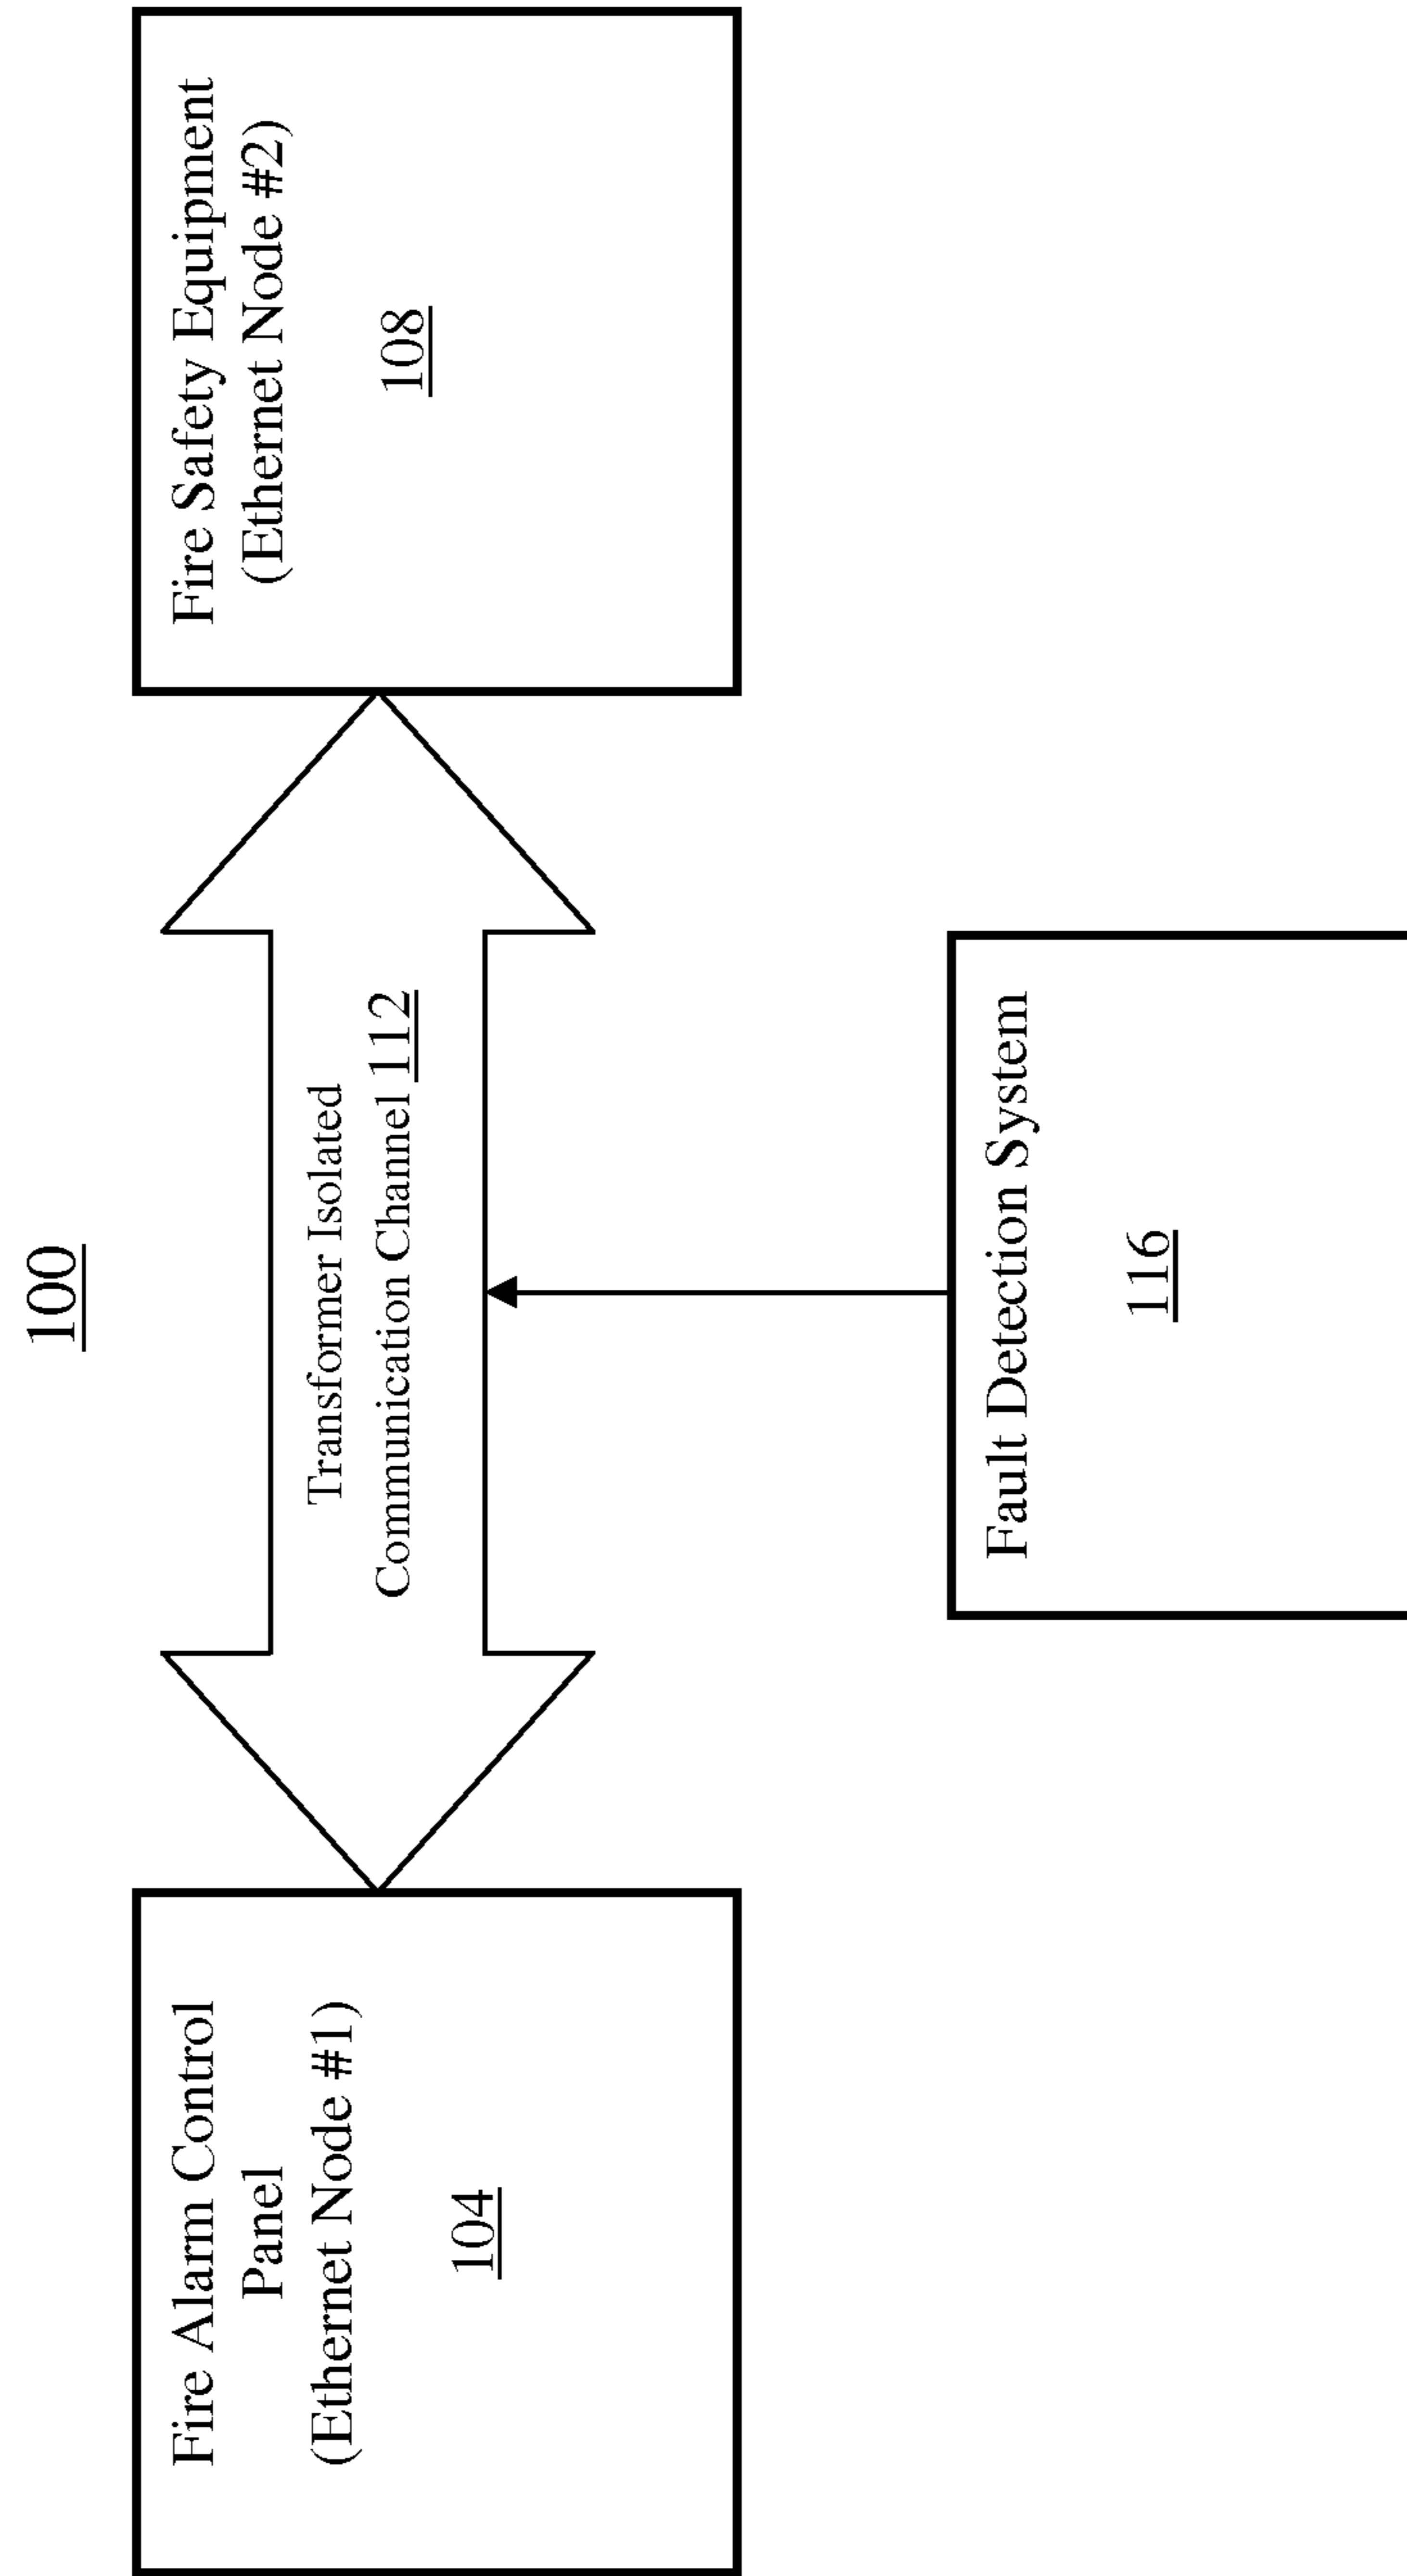 100
Fire Alarm Control
Panel
(Ethernet Node #1)
104
Transformer Isolated
Communication Channel 112
Fire Safety Equipment
(Ethernet Node #2)
108
Fault Detection System
116